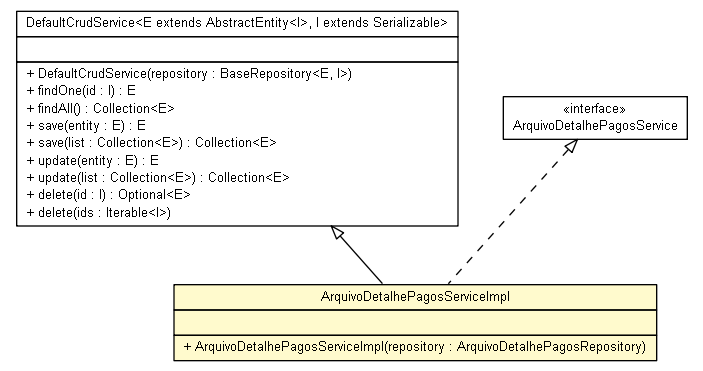 DefaultCrudService<E extends AbstractEntity<I>, I extends Serializable>
+ DefaultCrudService(repository : BaseRepository<E, I>)
+ findOne(id : I) : E
+ findAll() : Collection<E>
+ save(entity : E) : E
+ save(list : Collection<E>) : Collection<E>
+ update(entity : E) : E
+ update(list : Collection<E>) : Collection<E>
+ delete(id : I) : Optional<E>
+ delete(ids : Iterable<I>)
«interface»
ArquivoDetalhePagosService
ArquivoDetalhePagosServiceImpl
+ ArquivoDetalhePagosServiceImpl(repository : ArquivoDetalhePagosRepository)